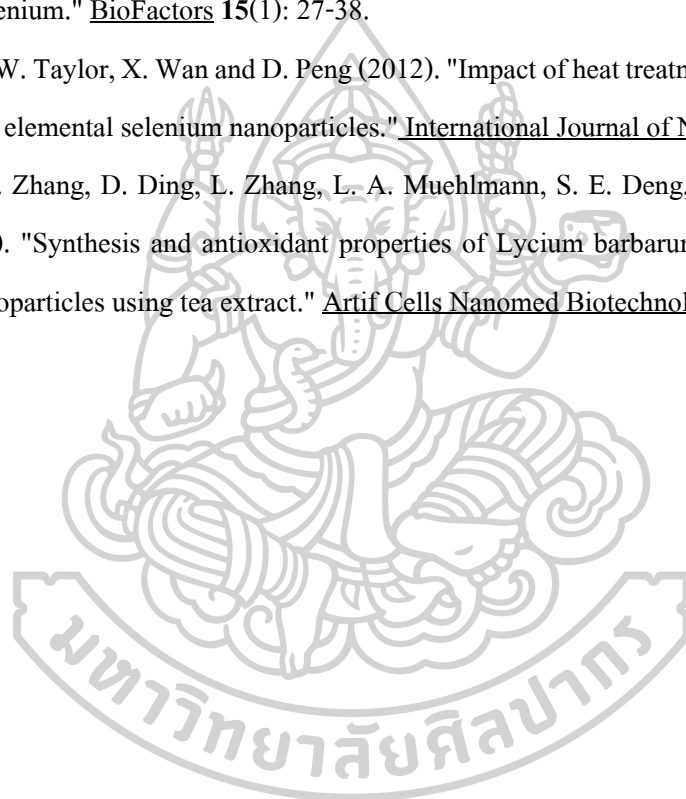 enium." BioFactors 15(1): 27-38.
W. Taylor, X. Wan and D. Peng (2012). "Impact of heat treatn
elemental selenium nanoparticles." International Journal of N
. Zhang, D. Ding, L. Zhang, L. A. Muehlmann, S. E. Deng,
). "Synthesis and antioxidant properties of Lycium barbarum
oparticles using tea extract." Artif Cells Nanomed Biotechnol
มหาวิทยาลัยศิลปากร